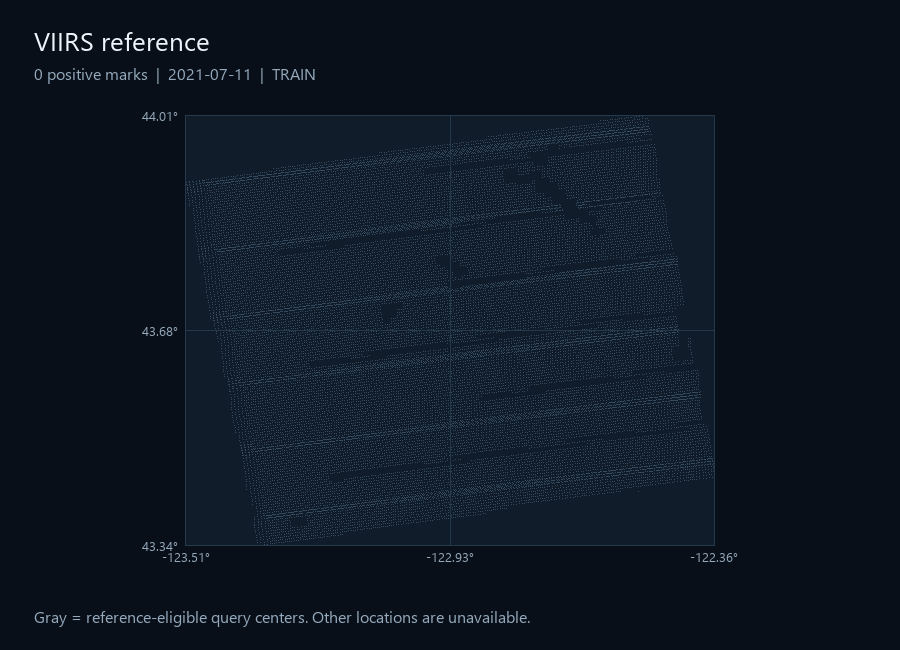 VIIRS reference
0 positive marks | 2021-07-11 | TRAIN
44.01°
43.68°
43.34°
-123.51° -122.93° -122.36°
Gray = reference-eligible query centers. Other locations are unavailable.